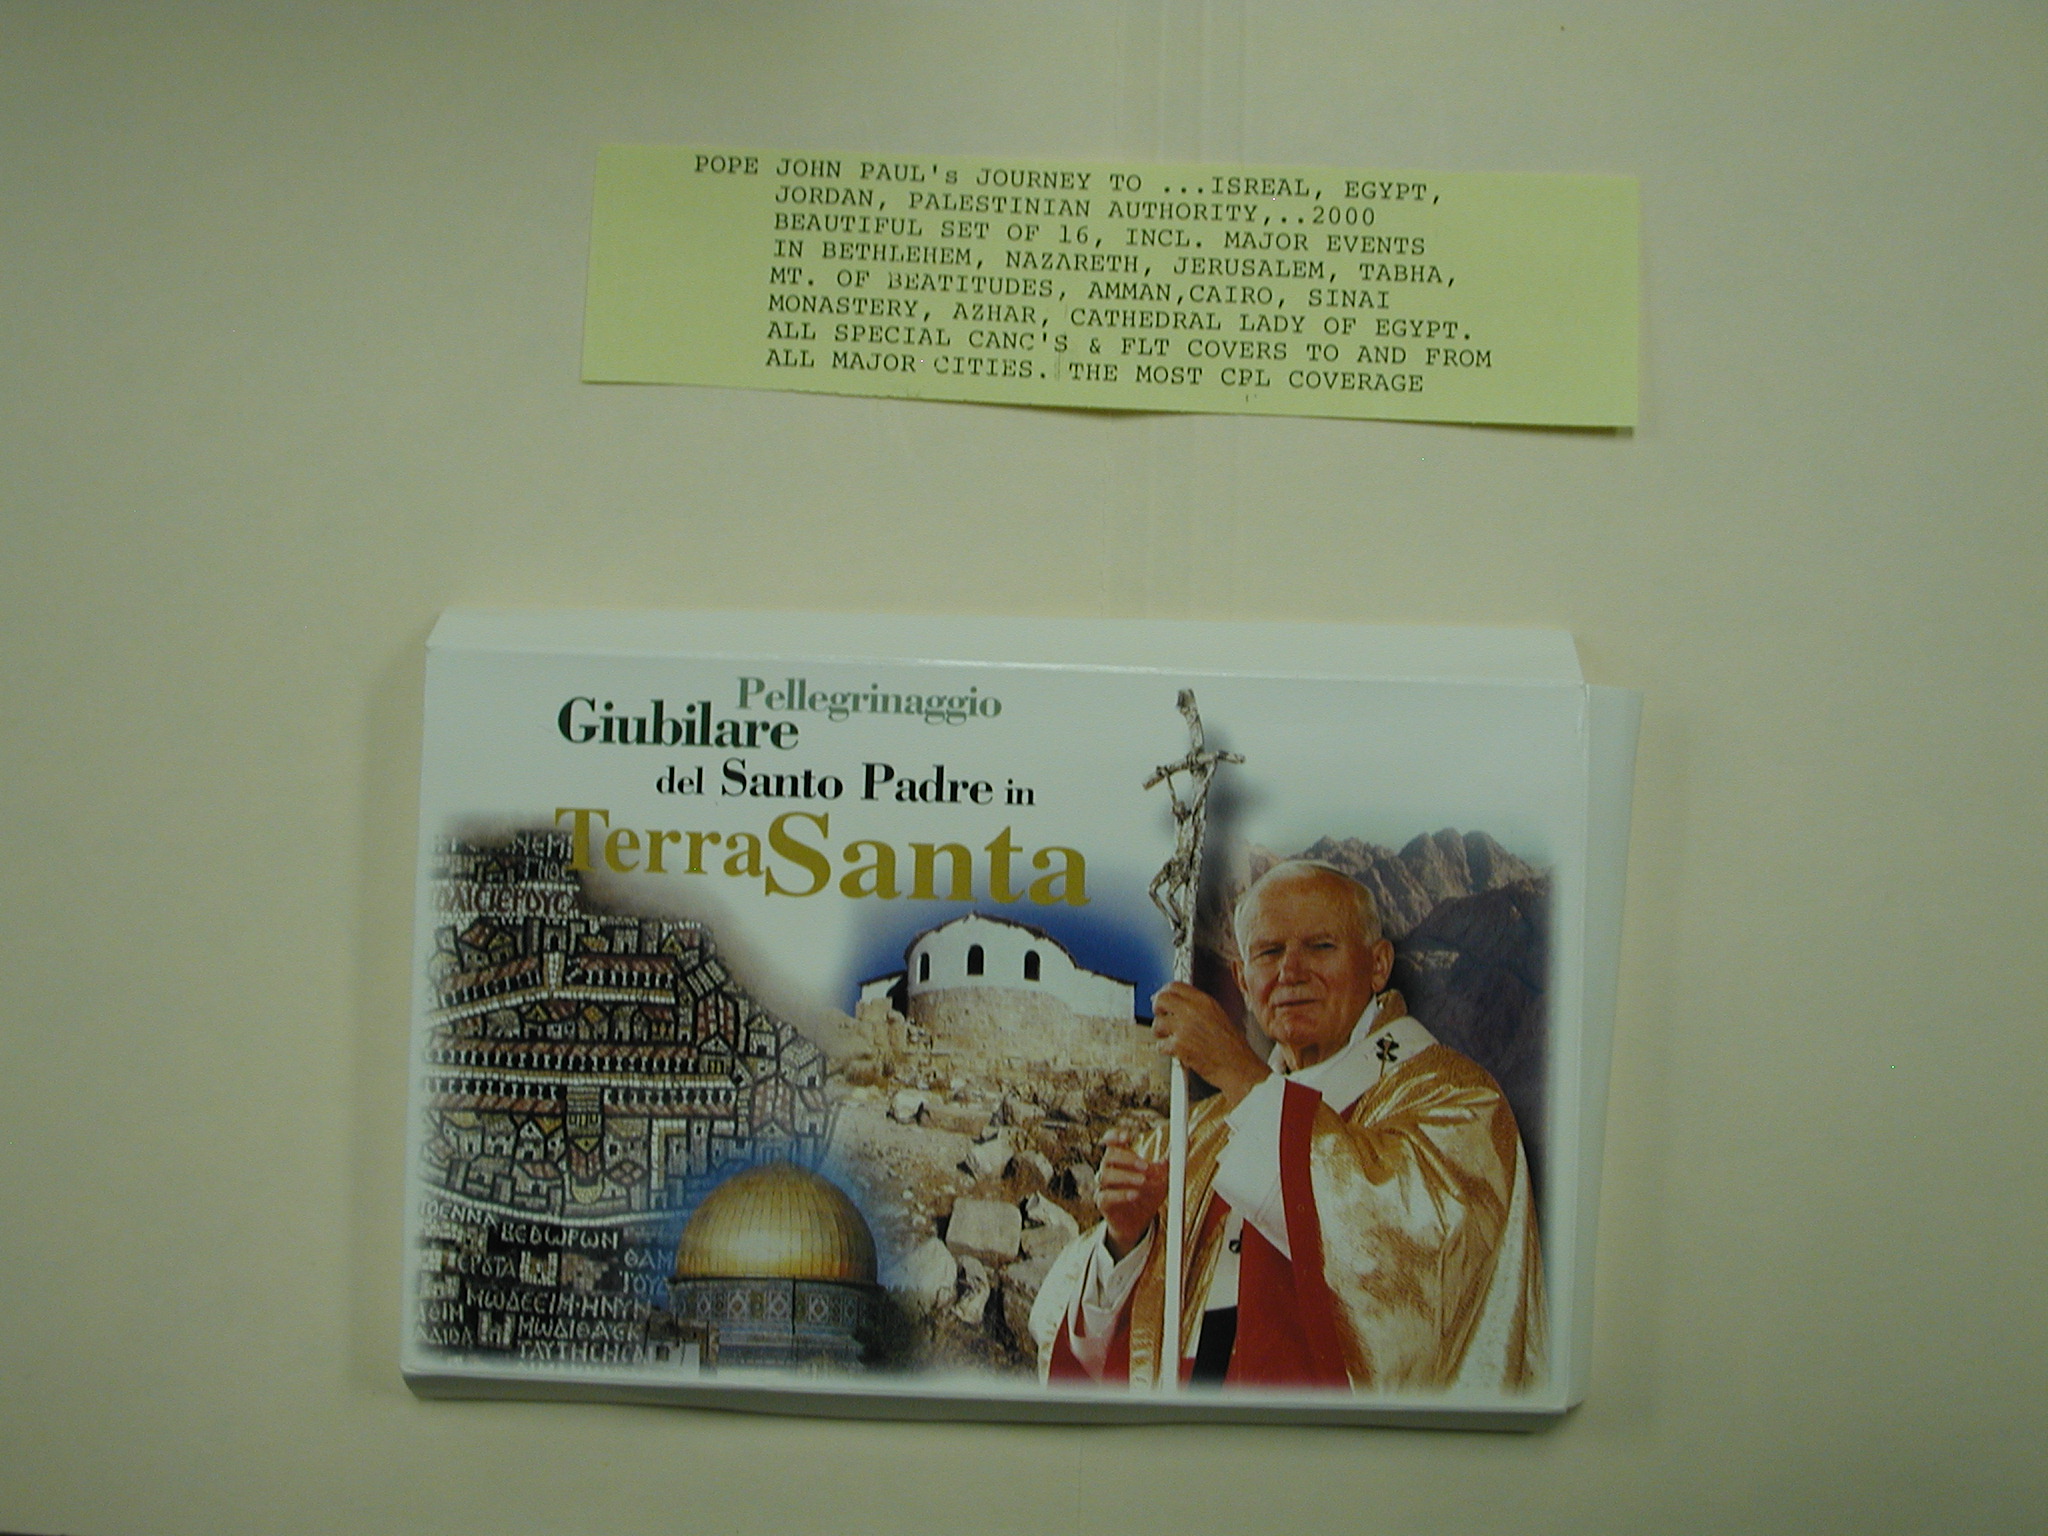 POPE JOHN PAUL's JOURNEY TO ...ISREAL, EGYPT,
JORDAN, PALESTINIAN AUTHORITY,..2000
BEAUTIFUL SET OF 16, INCL. MAJOR EVENTS
IN BETHLEHEM, NAZARETH, JERUSALEM, TABHA,
MT. OF BEATITUDES, AMMAN,CAIRO, SINAI
MONASTERY, AZHAR, CATHEDRAL LADY OF EGYPT.
ALL SPECIAL CANC'S & FLT COVERS TO AND FROM
ALL MAJOR CITIES. THE MOST CPL COVERAGE
Pellegrinaggio
Giubilare
del Santo Padre in
TerraSanta
ΒΕΘωΡωΝ